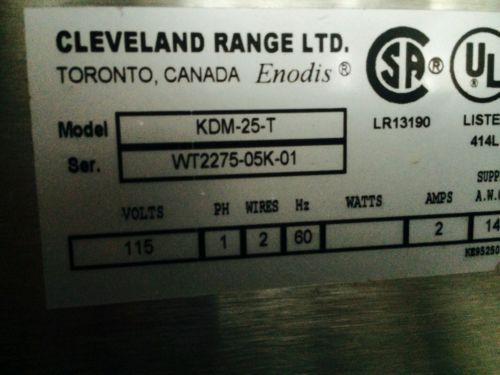 CLEVELAND RANGE LTD.
TORONTO, CANADA Enodis ®
SA ® UL ®
Model KDM-25-T LR13190 LISTE
Ser. WT2275-05K-01 414L
SUPP
VOLTS PH WIRES Hz WATTS AMPS A.W.
115 1 2 60 2 14